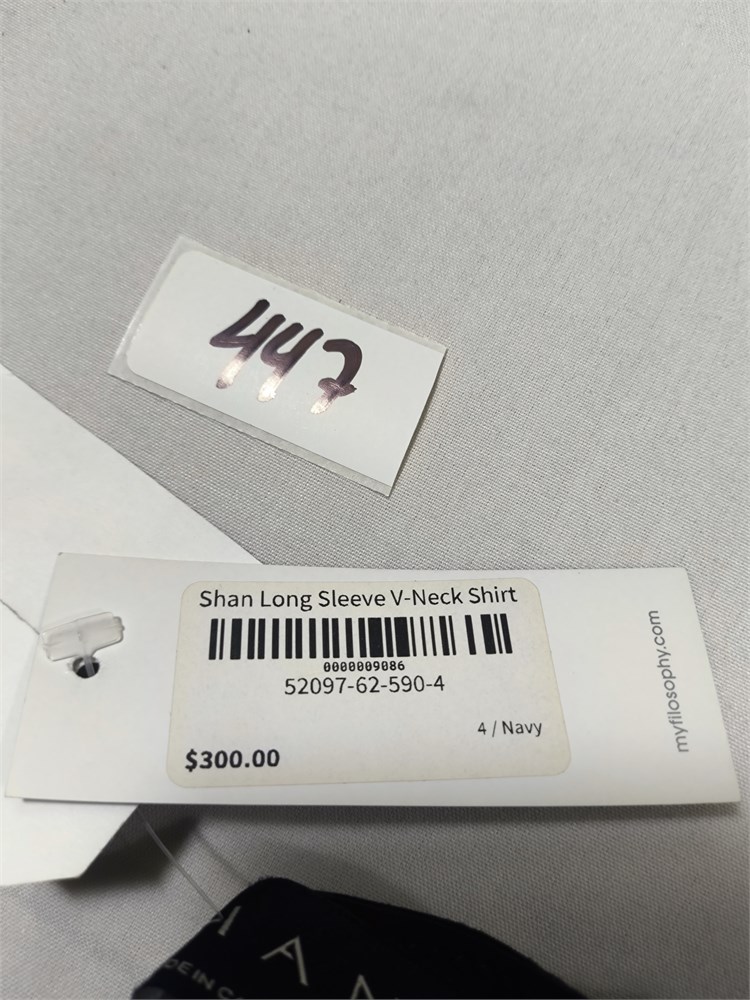 447
Shan Long Sleeve V-Neck Shirt
0000009086
52097-62-590-4
4 / Navy
$300.00
myfilosophy.com